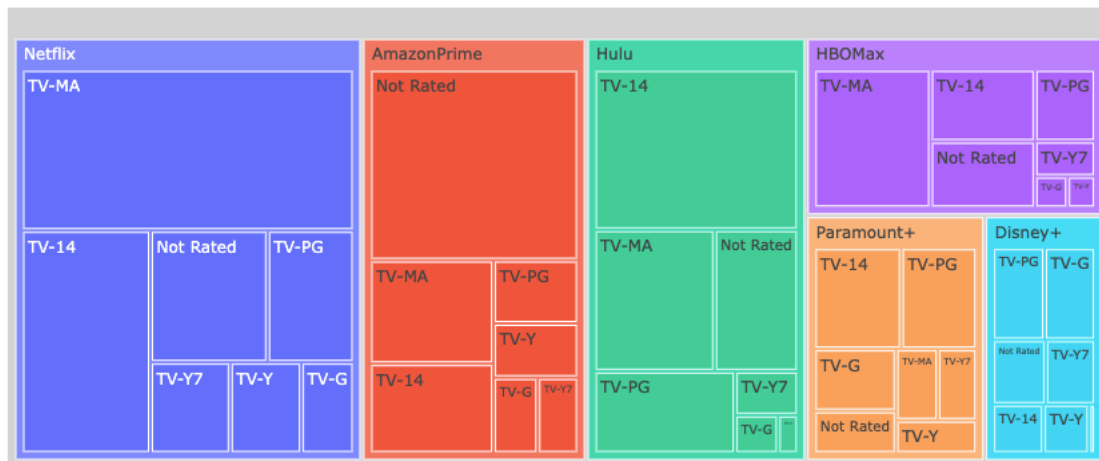 Netflix
TV-MA
TV-14
Not Rated
TV-PG
TV-Y7
TV-Y
TV-G
AmazonPrime
Not Rated
TV-MA
TV-PG
TV-Y
TV-14
TV-G
TV-Y7
Hulu
TV-14
TV-MA
Not Rated
TV-PG
TV-Y7
TV-G
HBOMax
TV-MA
TV-14
TV-PG
Not Rated
TV-Y7
TV-G
TV-Y
Paramount+
TV-14
TV-PG
TV-G
TV-MA
TV-Y7
Not Rated
TV-Y
Disney+
TV-PG
TV-G
Not Rated
TV-Y7
TV-14
TV-Y